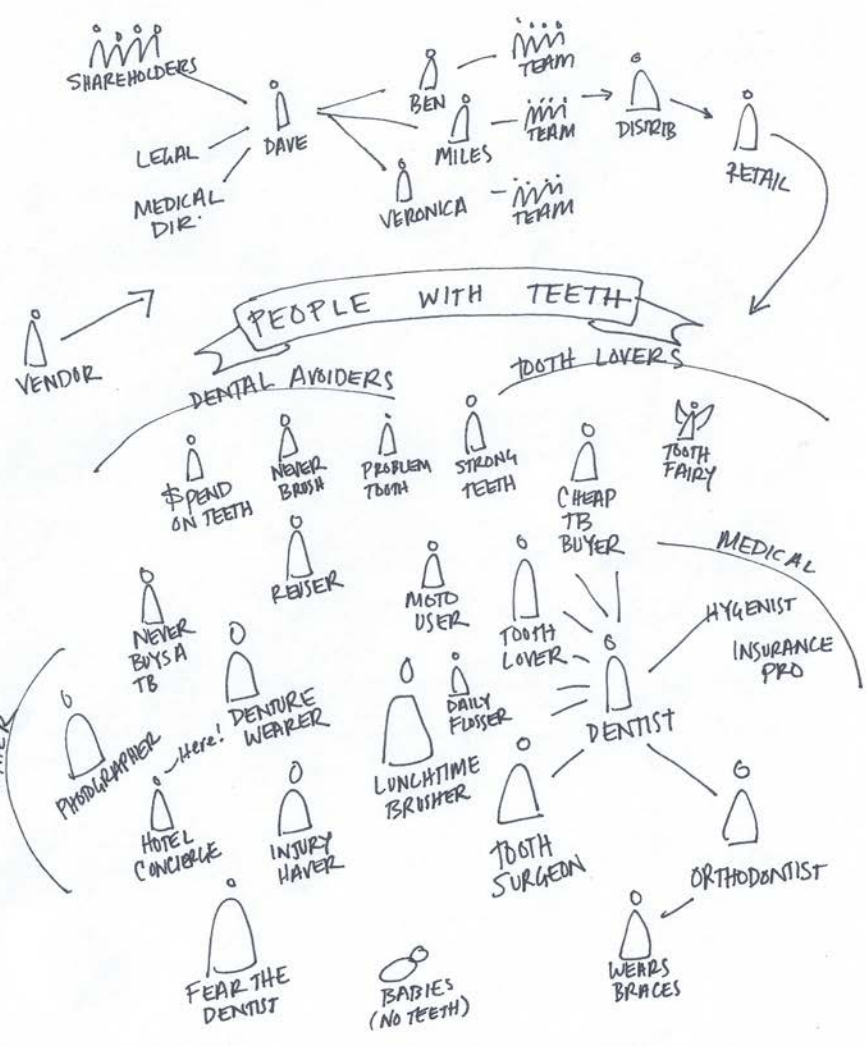 SHAREHOLDERS
LEGAL
MEDICAL
DIR.
DAVE
BEN
TEAM
MILES
TEAM
VERONICA
TEAM
DISTRIB
RETAIL
VENDOR
PEOPLE WITH TEETH
DENTAL AVOIDERS
TOOTH LOVERS
$PEND
ON TEETH
NEVER
BRUSH
PROBLEM
TOOTH
STRONG
TEETH
CHEAP
TB
BUYER
TOOTH
FAIRY
REUSER
MOTO
USER
TOOTH
LOVER
MEDICAL
HYGENIST
INSURANCE
PRO
NEVER
BUYS A
TB
DENTURE
WEARER
DAILY
FLOSSER
DENTIST
PHOTOGRAPHER
Here!
HOTEL
CONCIERGE
INJURY
HAVER
LUNCHTIME
BRUSHER
TOOTH
SURGEON
ORTHODONTIST
WEARS
BRACES
FEAR THE
DENTIST
BABIES
(NO TEETH)